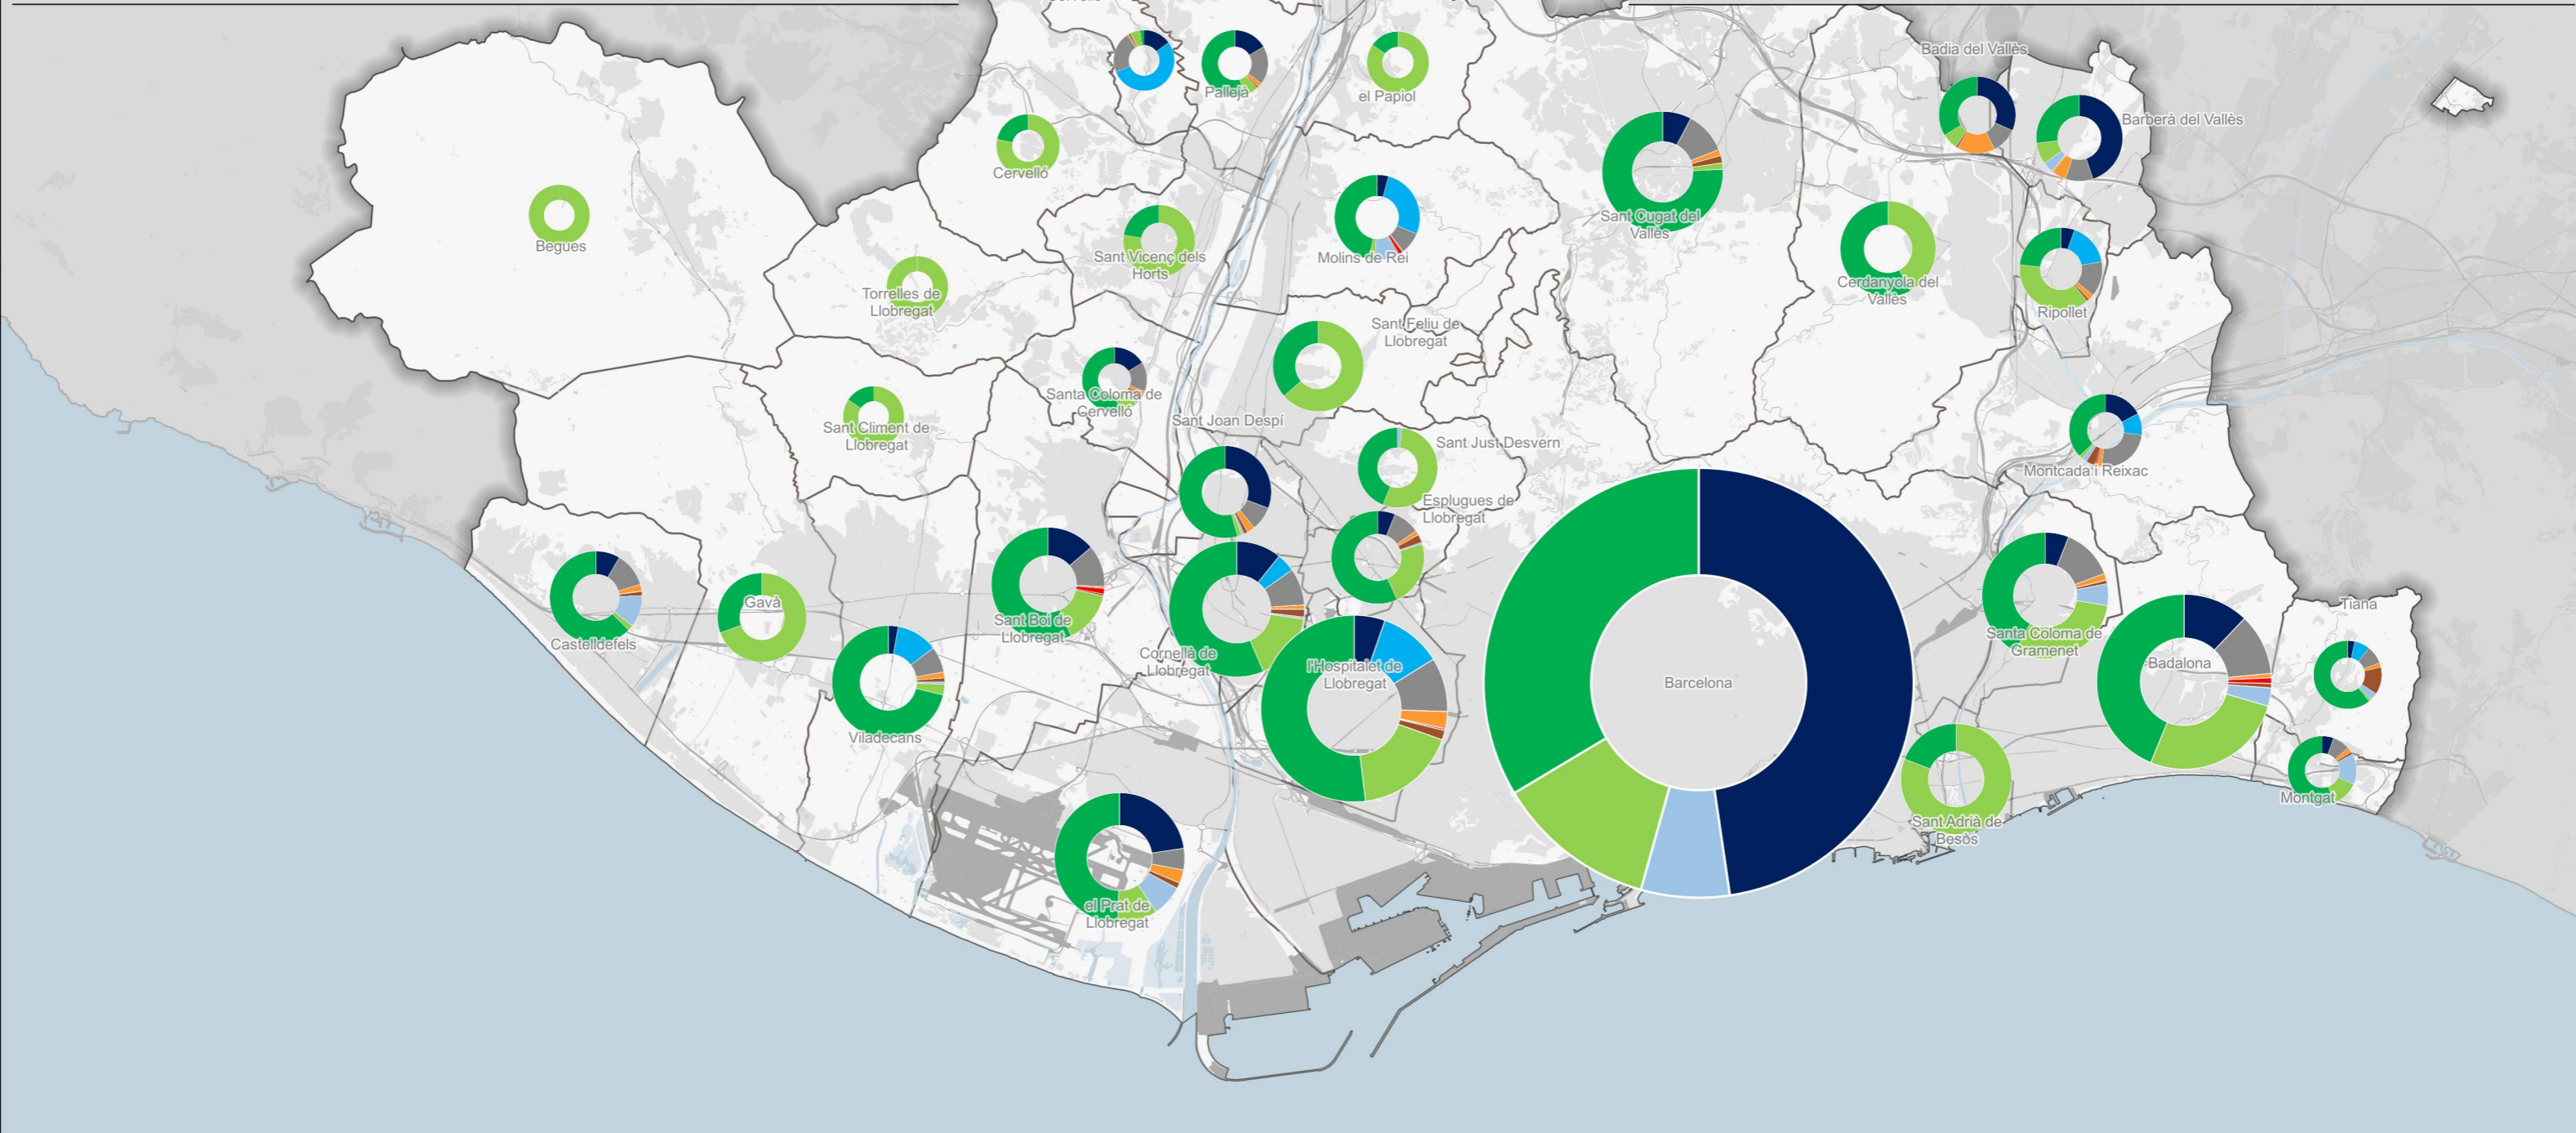 Badia del Vallès
Pallejà
el Papiol
Barberà del Vallès
Cervelló
Sant Cugat del
Vallès
Begues
Sant Vicenç dels
Horts
Molins de Rei
Torrelles de
Llobregat
Cerdanyola del
Vallès
Ripollet
Sant Feliu de
Llobregat
Santa Coloma de
Cervelló
Sant Climent de
Llobregat
Sant Joan Despí
Sant Just Desvern
Montcada i Reixac
Esplugues de
Llobregat
Gavà
Castelldefels
Sant Boi de
Llobregat
Cornellà de
Llobregat
l'Hospitalet de
Llobregat
Barcelona
Santa Coloma de
Gramenet
Badalona
Tiana
Viladecans
Montgat
Sant Adrià de
Besòs
el Prat de
Llobregat